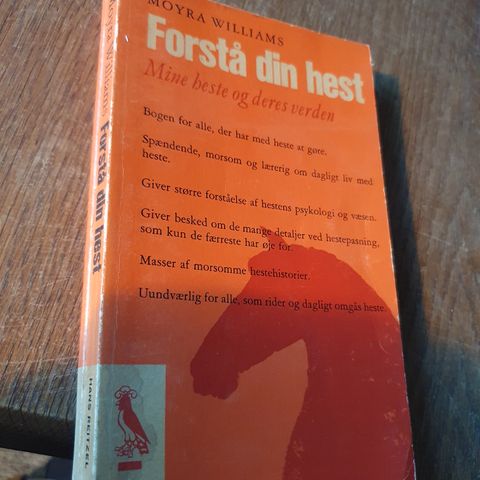 MOYRA WILLIAMS
Forstå din hest
Mine heste og deres verden
Bogen for alle, der har med heste at gøre.
Spændende, morsom og lærerig om dagligt liv med
heste.
Giver større forståelse af hestens psykologi og væsen.
Giver besked om de mange detaljer ved hestepasning,
som kun de færreste har øje for.
Masser af morsomme hestehistorier.
Uundværlig for alle, som rider og dagligt omgås heste.
Moyra Williams Forstå din hest
HANS REITZEL